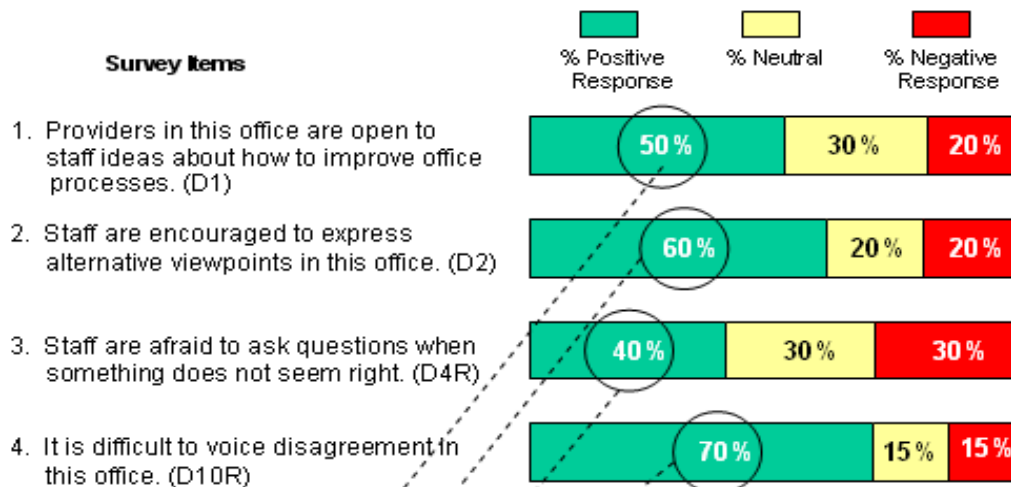 Survey Items
% Positive
Response
% Neutral
% Negative
Response
1. Providers in this office are open to
staff ideas about how to improve office
processes. (D1)
50% 30% 20%
2. Staff are encouraged to express
alternative viewpoints in this office. (D2)
60% 20% 20%
3. Staff are afraid to ask questions when
something does not seem right. (D4R)
40% 30% 30%
4. It is difficult to voice disagreement in
this office. (D10R)
70% 15% 15%